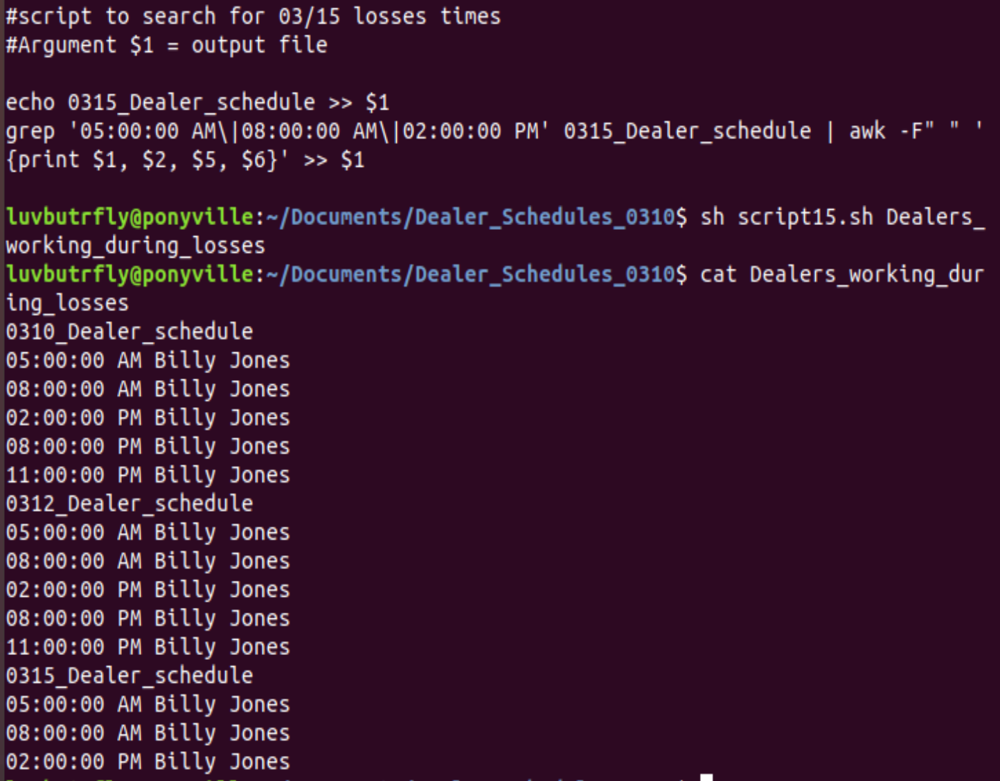 #script to search for 03/15 losses times
#Argument $1 = output file
echo 0315_Dealer_schedule >> $1
grep '05:00:00 AM\|08:00:00 AM\|02:00:00 PM' 0315_Dealer_schedule | awk -F" " '
{print $1, $2, $5, $6}' >> $1
luvbutrfly@ponyville:~/Documents/Dealer_Schedules_0310$ sh script15.sh Dealers_
working_during_losses
luvbutrfly@ponyville:~/Documents/Dealer_Schedules_0310$ cat Dealers_working_dur
ing_losses
0310_Dealer_schedule
05:00:00 AM Billy Jones
08:00:00 AM Billy Jones
02:00:00 PM Billy Jones
08:00:00 PM Billy Jones
11:00:00 PM Billy Jones
0312_Dealer_schedule
05:00:00 AM Billy Jones
08:00:00 AM Billy Jones
02:00:00 PM Billy Jones
08:00:00 PM Billy Jones
11:00:00 PM Billy Jones
0315_Dealer_schedule
05:00:00 AM Billy Jones
08:00:00 AM Billy Jones
02:00:00 PM Billy Jones